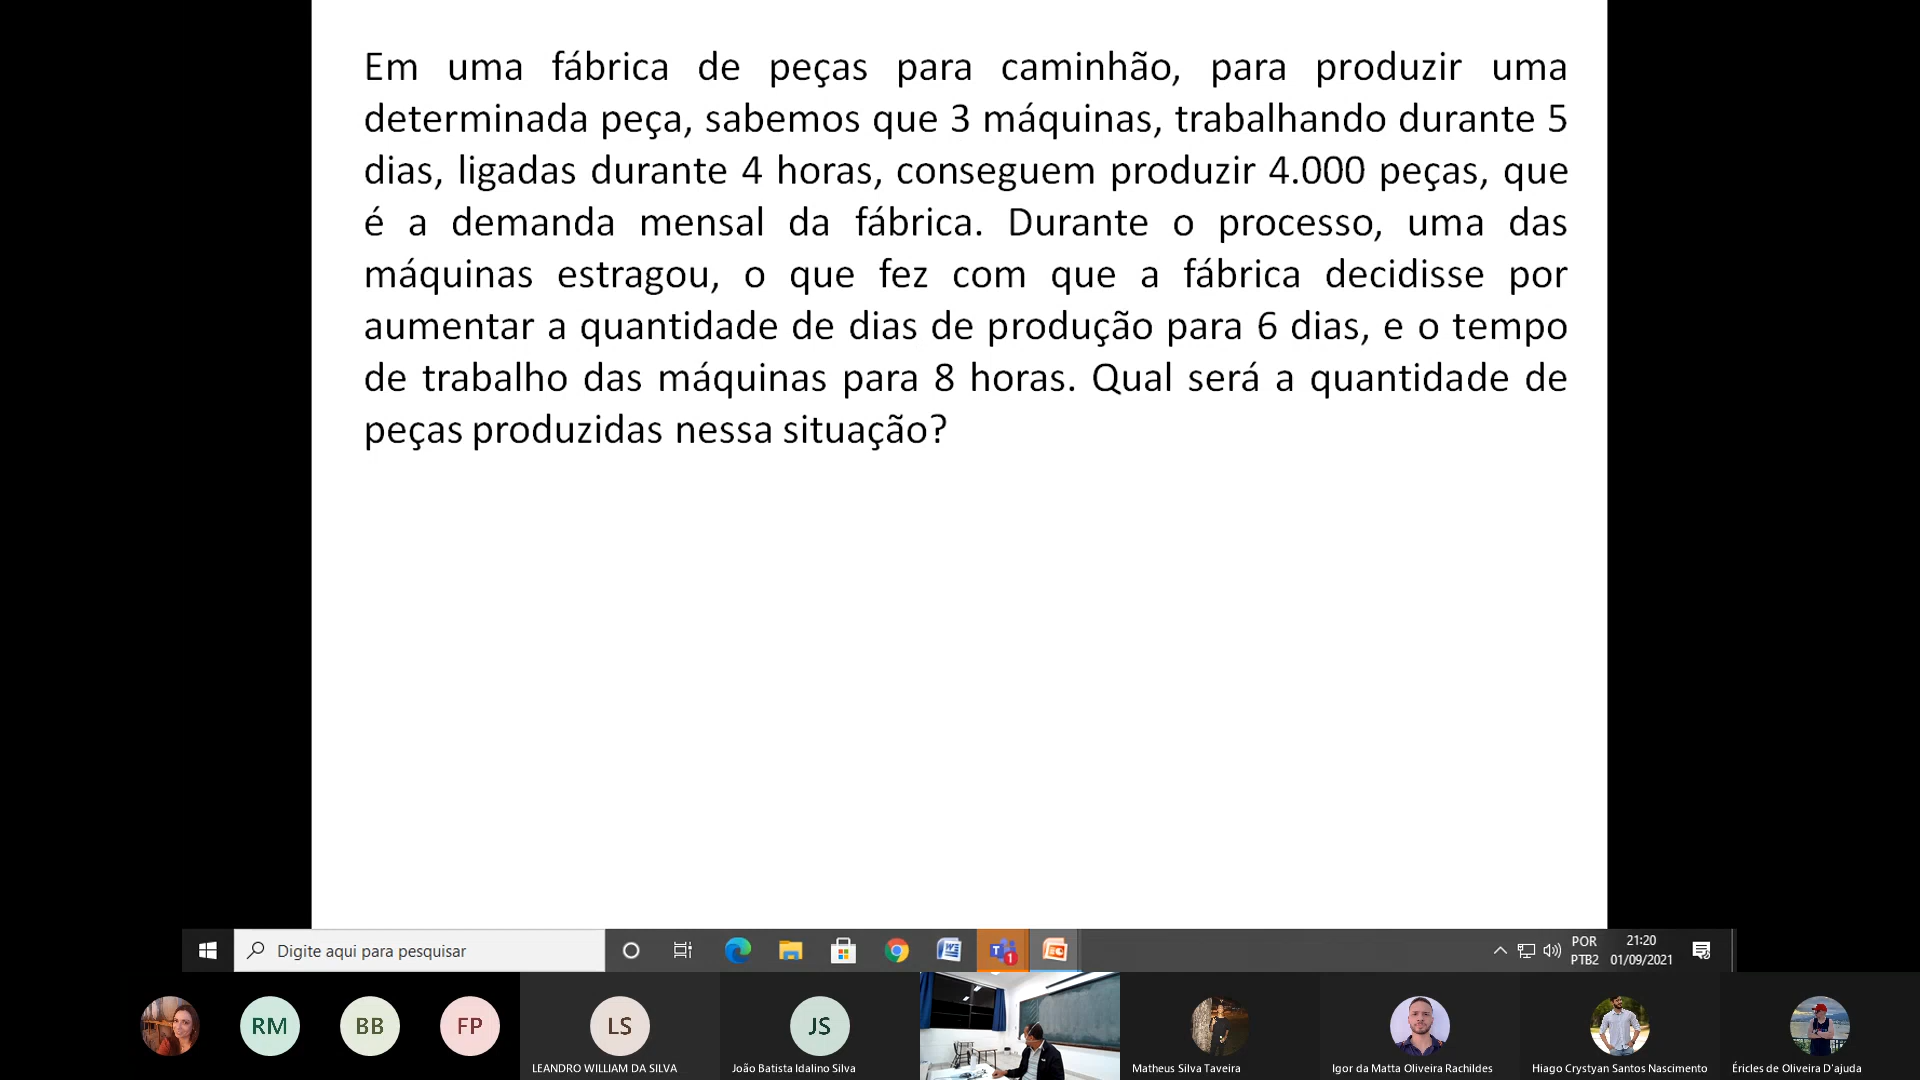 Em uma fábrica de peças para caminhão, para produzir uma
determinada peça, sabemos que 3 máquinas, trabalhando durante 5
dias, ligadas durante 4 horas, conseguem produzir 4.000 peças, que
é a demanda mensal da fábrica. Durante o processo, uma das
máquinas estragou, o que fez com que a fábrica decidisse por
aumentar a quantidade de dias de produção para 6 dias, e o tempo
de trabalho das máquinas para 8 horas. Qual será a quantidade de
peças produzidas nessa situação?
Digite aqui para pesquisar
1
POR
PTB2
21:20
01/09/2021
RM
BB
FP
LS
JS
LEANDRO WILLIAM DA SILVA
João Batista Idalino Silva
Matheus Silva Taveira
Igor da Matta Oliveira Rachildes
Hiago Crystyan Santos Nascimento
Éricles de Oliveira D'ajuda